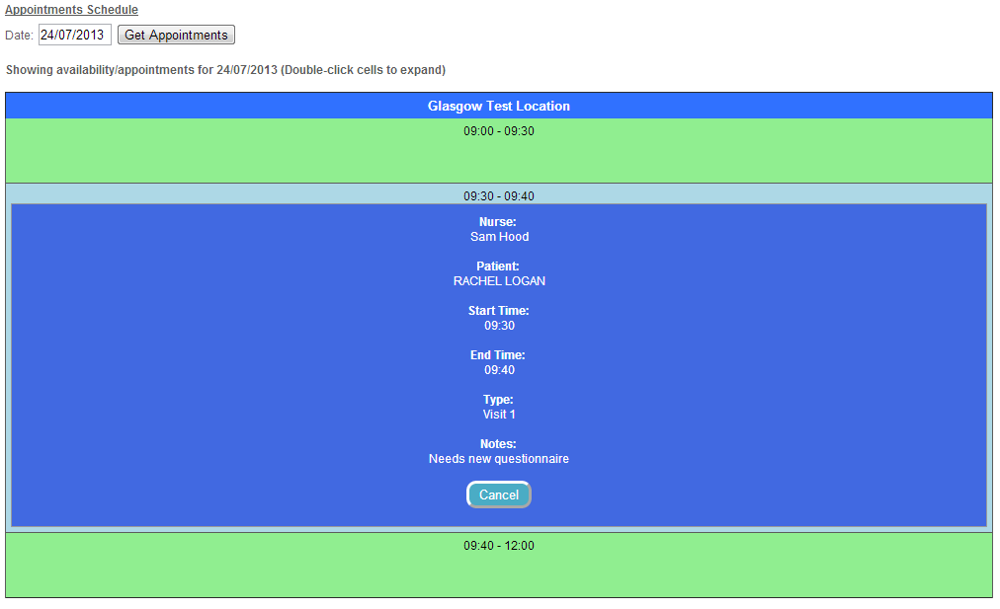 Appointments Schedule
Date: 24/07/2013 Get Appointments
Showing availability/appointments for 24/07/2013 (Double-click cells to expand)
Glasgow Test Location
09:00 - 09:30
09:30 - 09:40
Nurse:
Sam Hood
Patient:
RACHEL LOGAN
Start Time:
09:30
End Time:
09:40
Type:
Visit 1
Notes:
Needs new questionnaire
Cancel
09:40 - 12:00